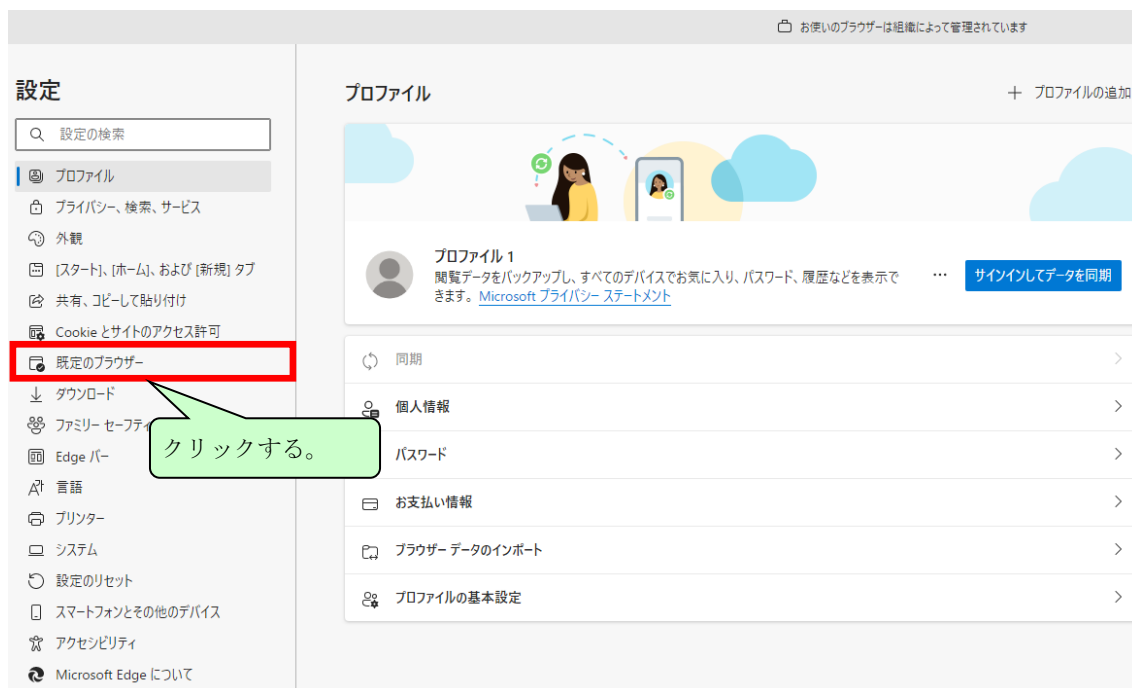 お使いのブラウザーは組織によって管理されています
設定
設定の検索
プロファイル
プライバシー、検索、サービス
外観
[スタート]、[ホーム]、および [新規] タブ
共有、コピーして貼り付け
Cookie とサイトのアクセス許可
既定のブラウザー
ダウンロード
ファミリー セーフティ
Edge バー
言語
プリンター
システム
設定のリセット
スマートフォンとその他のデバイス
アクセシビリティ
Microsoft Edge について
クリックする。
プロファイル
プロファイルの追加
プロファイル 1
閲覧データをバックアップし、すべてのデバイスでお気に入り、パスワード、履歴などを表示で
きます。Microsoft プライバシー ステートメント
サインインしてデータを同期
同期
個人情報
パスワード
お支払い情報
ブラウザー データのインポート
プロファイルの基本設定